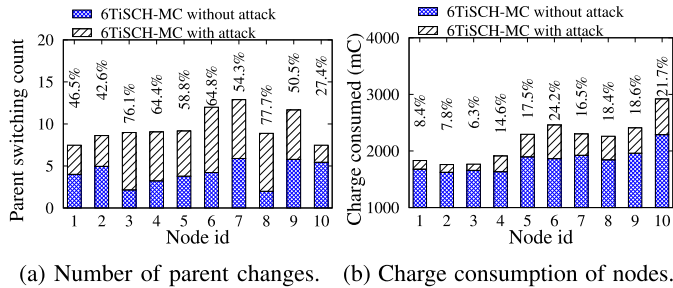 6TiSCH-MC without attack
6TiSCH-MC with attack
Parent switching count
20
15
10
5
0
46.5%
42.6%
76.1%
64.4%
58.8%
64.8%
54.3%
77.7%
50.5%
27.4%
1 2 3 4 5 6 7 8 9 10
Node id
(a) Number of parent changes.
6TiSCH-MC without attack
6TiSCH-MC with attack
Charge consumed (mC)
4000
3000
2000
1000
8.4%
7.8%
6.3%
14.6%
17.5%
24.2%
16.5%
18.4%
18.6%
21.7%
1 2 3 4 5 6 7 8 9 10
Node id
(b) Charge consumption of nodes.